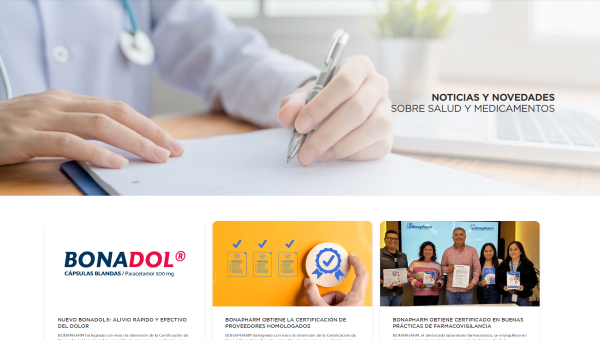 NOTICIAS Y NOVEDADES
SOBRE SALUD Y MEDICAMENTOS
BONADOL®
CÁPSULAS BLANDAS / Paracetamol 500 mg
NUEVO BONADOL®: ALIVIO RÁPIDO Y EFECTIVO
DEL DOLOR
BONAPHARM ha logrado con éxito la obtención de la Certificación de
BONAPHARM OBTIENE LA CERTIFICACIÓN DE
PROVEEDORES HOMOLOGADOS
BONAPHARM ha logrado con éxito la obtención de la Certificación de
Bonapharm
BONAPHARM OBTIENE CERTIFICADO EN BUENAS
PRÁCTICAS DE FARMACOVIGILANCIA
BONAPHARM, el destacado laboratorio farmacéutico, se enorgullece en